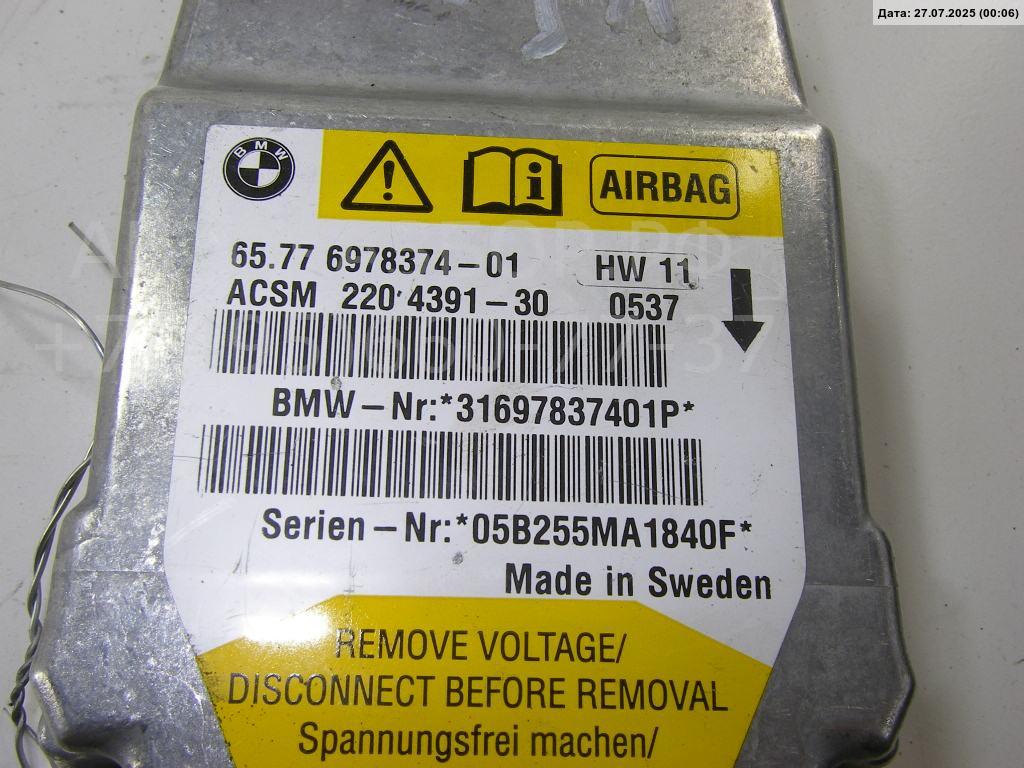 Дата: 27.07.2025 (00:06)
BMW
AIRBAG
65.77 6978374-01 HW 11
ACSM 220 4391-30 0537
BMW-Nr:*31697837401P*
Serien-Nr:*05B255MA1840F*
Made in Sweden
REMOVE VOLTAGE/
DISCONNECT BEFORE REMOVAL
Spannungsfrei machen/